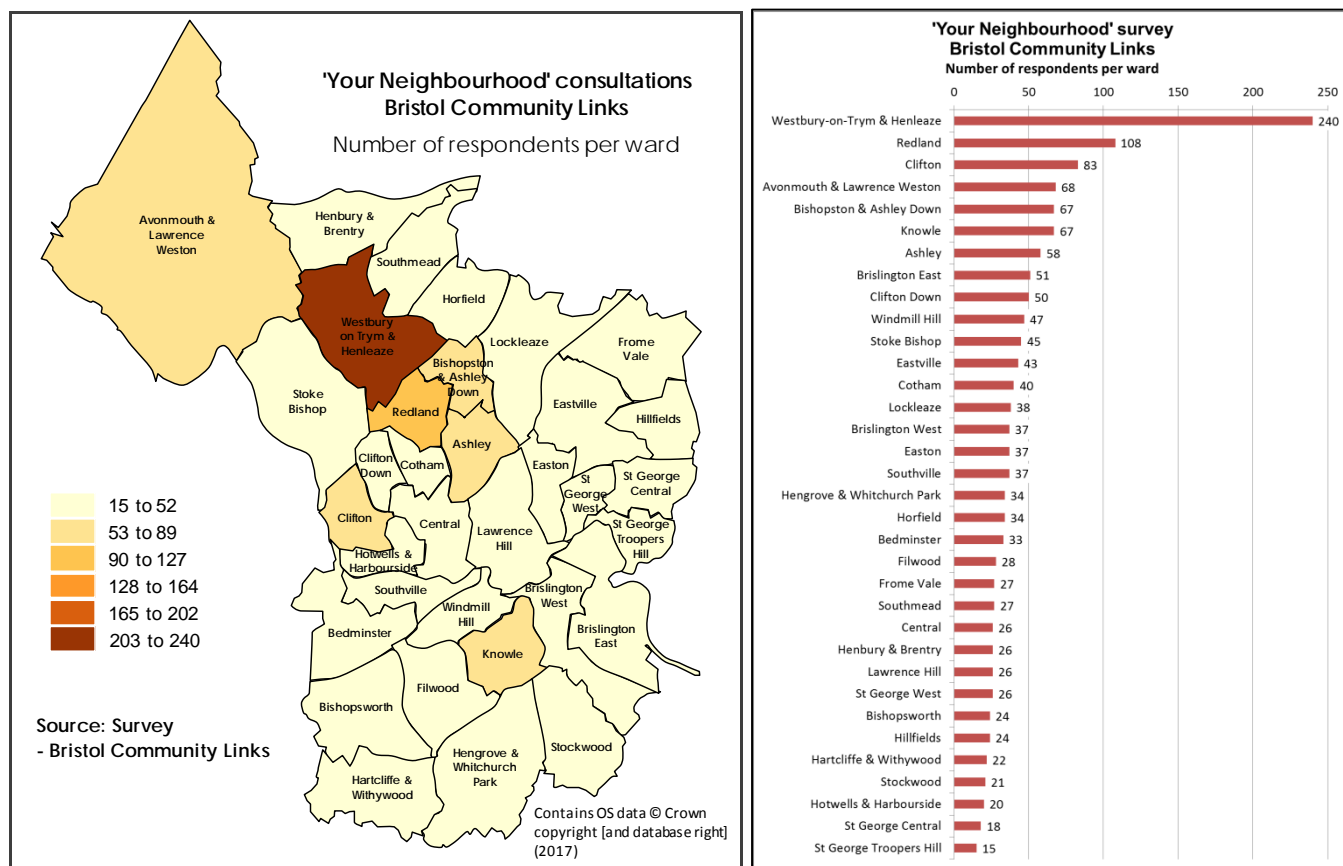 'Your Neighbourhood' consultations
Bristol Community Links
Number of respondents per ward
Avonmouth &
Lawrence
Weston
Henbury &
Brentry
Southmead
Horfield
Westbury
on Trym &
Henleaze
Lockleaze
Frome
Vale
Bishopston
& Ashley
Down
Stoke
Bishop
Redland
Eastville
Hillfields
Ashley
Clifton
Down
Cotham
Easton
St
George
West
St George
Central
Clifton
Central
Lawrence
Hill
St George
Troopers
Hill
Hotwells &
Harbourside
Southville
Windmill
Hill
Brislington
West
Brislington
East
Bedminster
Knowle
Filwood
Bishopsworth
Stockwood
Hengrove &
Whitchurch
Park
Hartcliffe &
Withywood
15 to 52
53 to 89
90 to 127
128 to 164
165 to 202
203 to 240
Source: Survey
- Bristol Community Links
Contains OS data © Crown
copyright [and database right]
(2017)
'Your Neighbourhood' survey
Bristol Community Links
Number of respondents per ward
0 50 100 150 200 250
Westbury-on-Trym & Henleaze 240
Redland 108
Clifton 83
Avonmouth & Lawrence Weston 68
Bishopston & Ashley Down 67
Knowle 67
Ashley 58
Brislington East 51
Clifton Down 50
Windmill Hill 47
Stoke Bishop 45
Eastville 43
Cotham 40
Lockleaze 38
Brislington West 37
Easton 37
Southville 37
Hengrove & Whitchurch Park 34
Horfield 34
Bedminster 33
Filwood 28
Frome Vale 27
Southmead 27
Central 26
Henbury & Brentry 26
Lawrence Hill 26
St George West 26
Bishopsworth 24
Hillfields 24
Hartcliffe & Withywood 22
Stockwood 21
Hotwells & Harbourside 20
St George Central 18
St George Troopers Hill 15